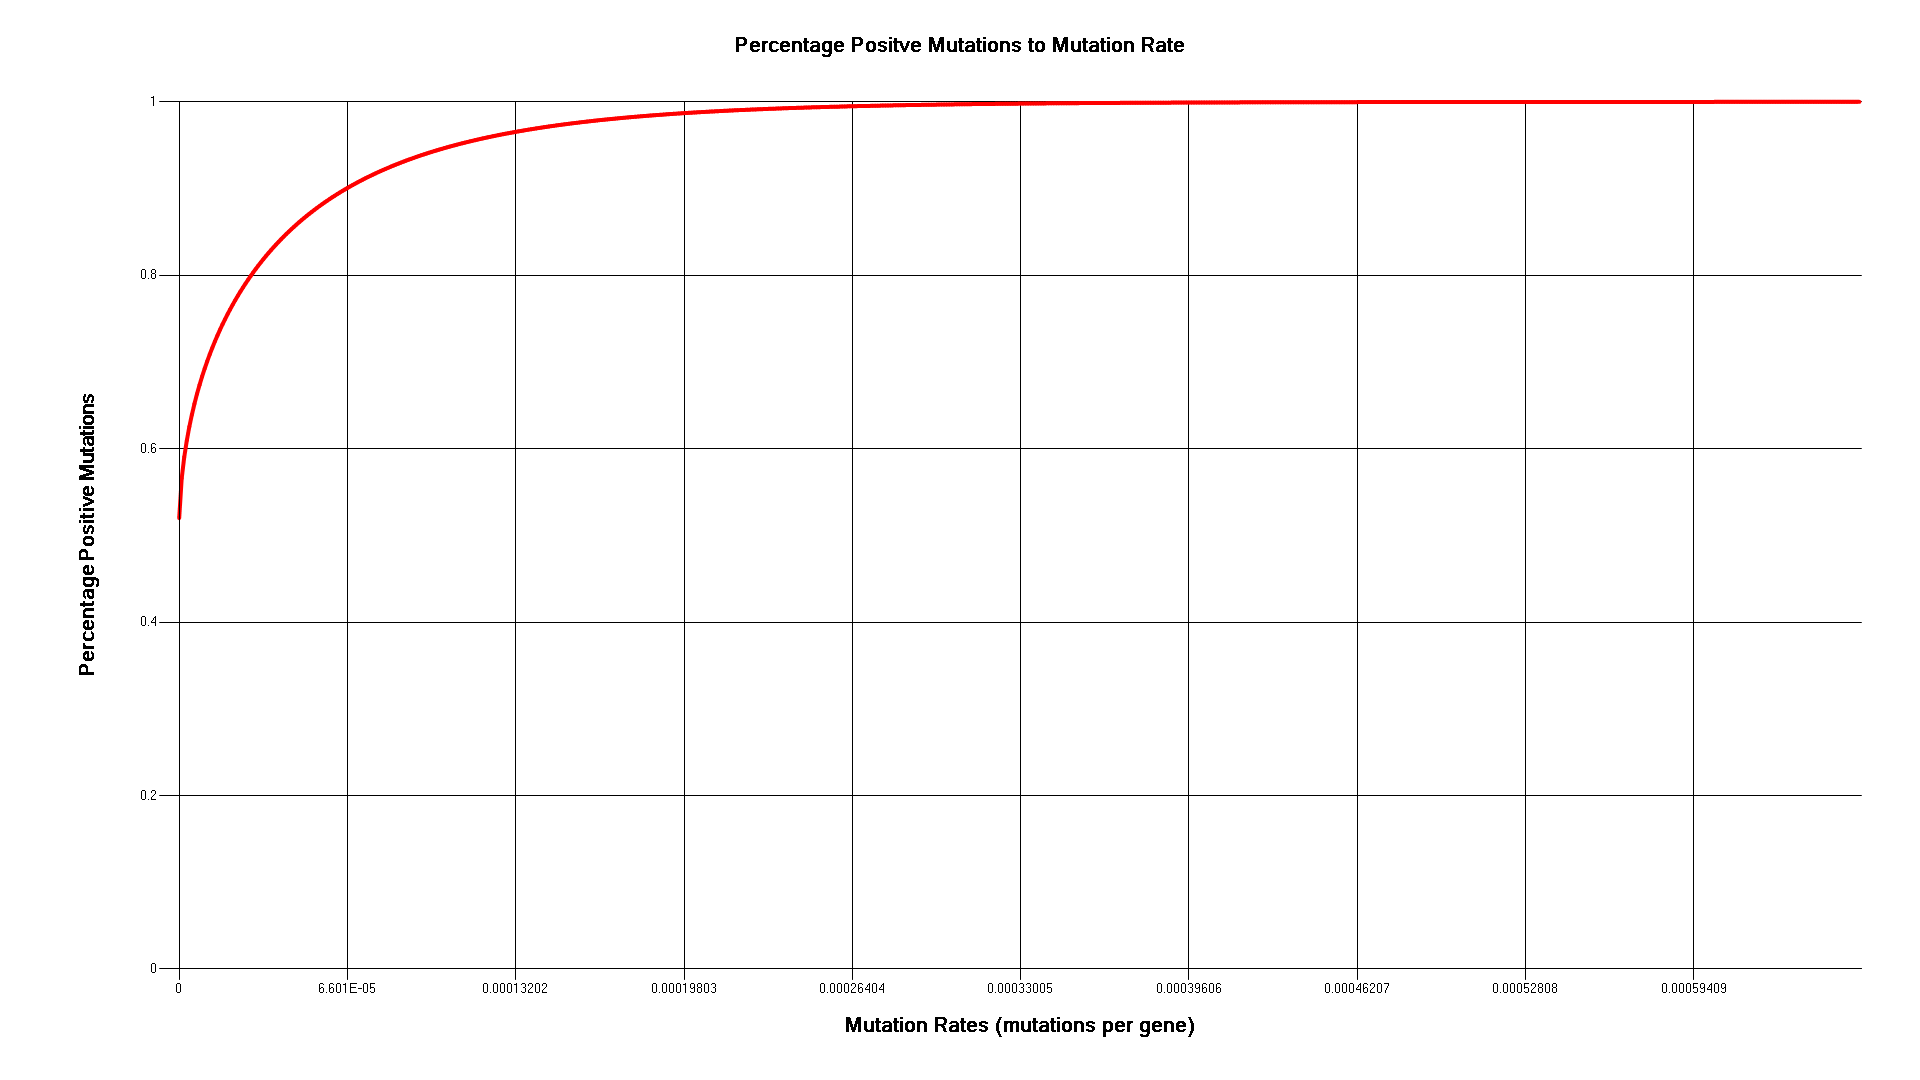 Percentage Positve Mutations to Mutation Rate
1
0.8
0.6
0.4
0.2
0
Percentage Positive Mutations
0 6.601E-05 0.00013202 0.00019803 0.00026404 0.00033005 0.00039606 0.00046207 0.00052808 0.00059409
Mutation Rates (mutations per gene)